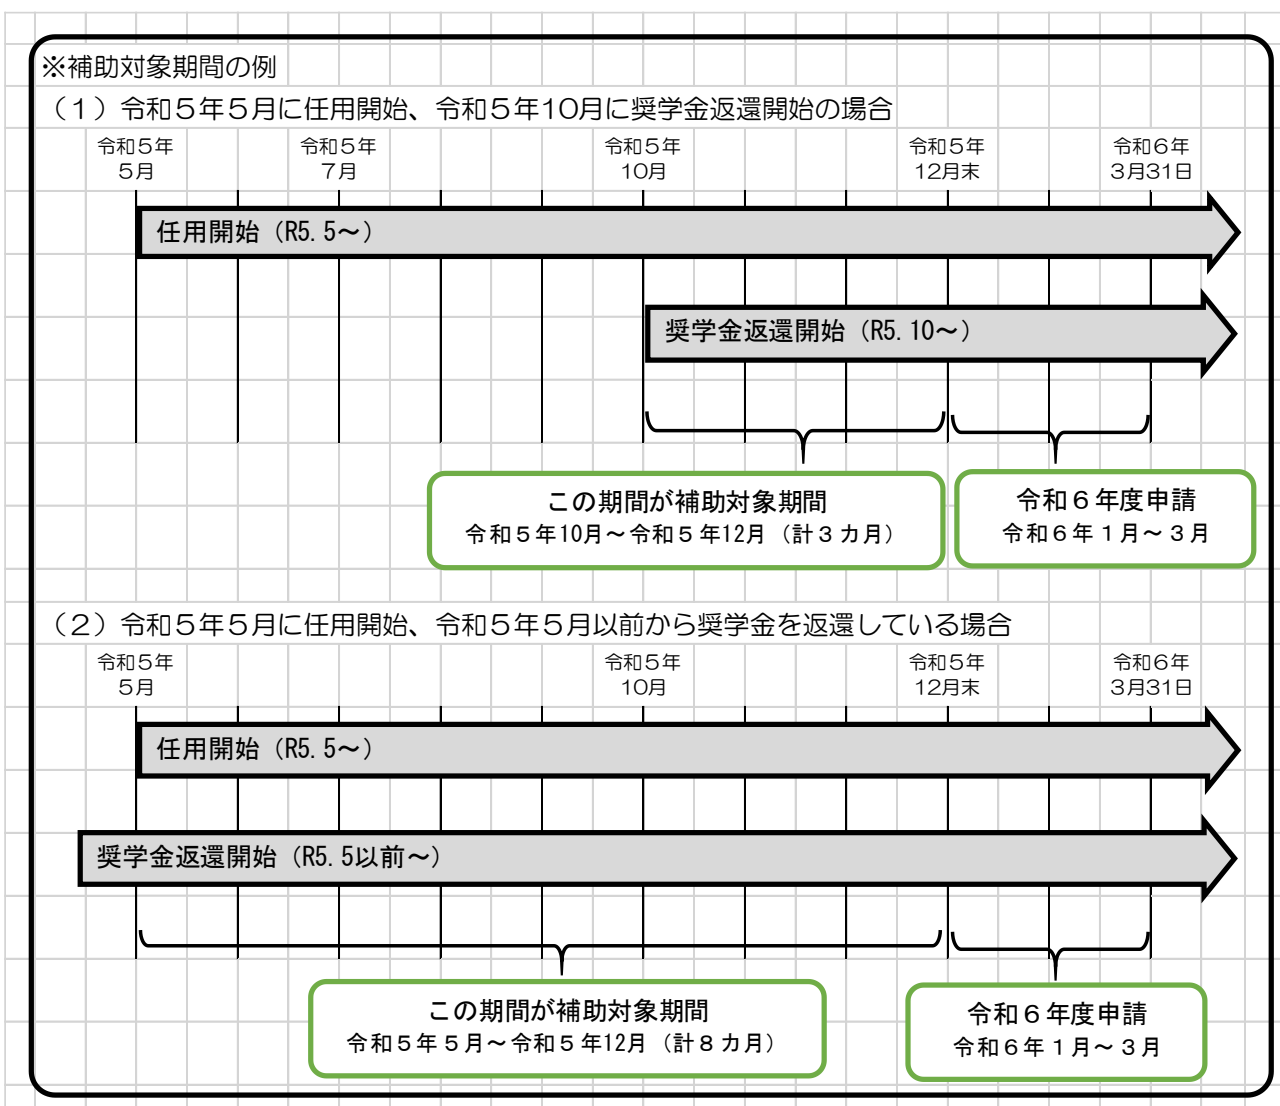 ※補助対象期間の例
（１）令和５年５月に任用開始、令和５年10月に奨学金返還開始の場合
令和５年
５月
令和５年
７月
令和５年
10月
令和５年
12月末
令和６年
３月31日
任用開始（R5.5～）
奨学金返還開始（R5.10～）
この期間が補助対象期間
令和５年10月～令和５年12月（計３カ月）
令和６年度申請
令和６年１月～３月
（２）令和５年５月に任用開始、令和５年５月以前から奨学金を返還している場合
令和５年
５月
令和５年
10月
令和５年
12月末
令和６年
３月31日
任用開始（R5.5～）
奨学金返還開始（R5.5以前～）
この期間が補助対象期間
令和５年５月～令和５年12月（計８カ月）
令和６年度申請
令和６年１月～３月